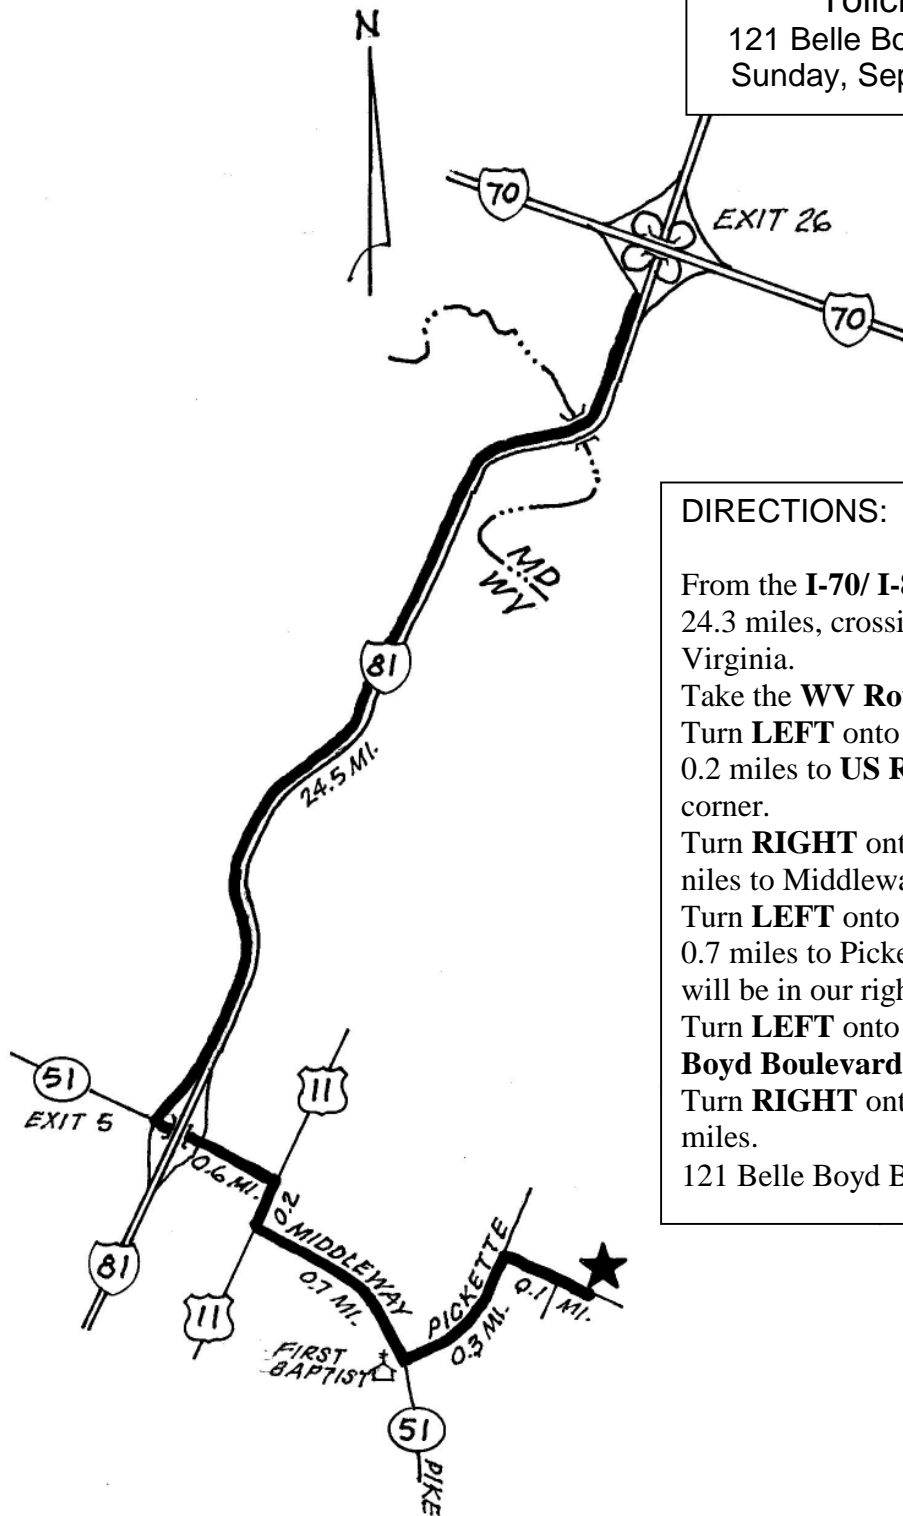 N
121 Belle Bo
Sunday, Sep
70
EXIT 26
70
MD
WV
81
24.5 MI.
DIRECTIONS:
From the I-70/ I-8
24.3 miles, crossi
Virginia.
Take the WV Ro
Turn LEFT onto
0.2 miles to US R
corner.
Turn RIGHT ont
niles to Middlewa
Turn LEFT onto
0.7 miles to Picke
will be in our righ
Turn LEFT onto
Boyd Boulevard
Turn RIGHT ont
miles.
121 Belle Boyd B
51
EXIT 5
11
0.6 MI.
0.2
81
11
MIDDLEWAY
0.7 MI.
PICKETTE
0.3 MI.
0.1 MI.
FIRST
BAPTIST
51
PIKE